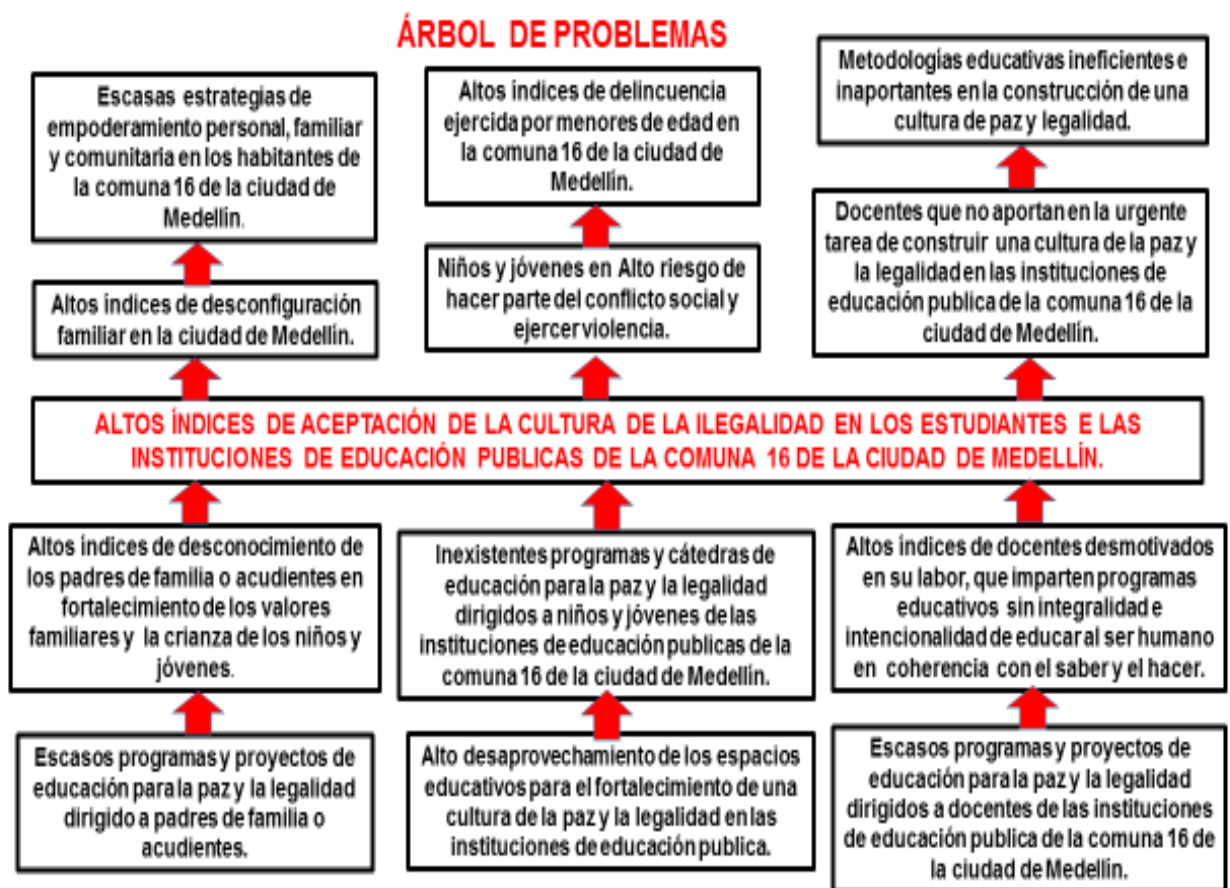 ÁRBOL DE PROBLEMAS
Escasas estrategias de
empoderamiento personal, familiar
y comunitaria en los habitantes de
la comuna 16 de la ciudad de
Medellín.
Altos índices de delincuencia
ejercida por menores de edad en
la comuna 16 de la ciudad de
Medellín.
Metodologías educativas ineficientes e
inaportantes en la construcción de una
cultura de paz y legalidad.
Altos índices de desconfiguración
familiar en la ciudad de Medellín.
Niños y jóvenes en Alto riesgo de
hacer parte del conflicto social y
ejercer violencia.
Docentes que no aportan en la urgente
tarea de construir una cultura de la paz y
la legalidad en las instituciones de
educación publica de la comuna 16 de la
ciudad de Medellín.
ALTOS ÍNDICES DE ACEPTACIÓN DE LA CULTURA DE LA ILEGALIDAD EN LOS ESTUDIANTES E LAS
INSTITUCIONES DE EDUCACIÓN PUBLICAS DE LA COMUNA 16 DE LA CIUDAD DE MEDELLÍN.
Altos índices de desconocimiento de
los padres de familia o acudientes en
fortalecimiento de los valores
familiares y la crianza de los niños y
jóvenes.
Inexistentes programas y cátedras de
educación para la paz y la legalidad
dirigidos a niños y jóvenes de las
instituciones de educación publicas de la
comuna 16 de la ciudad de Medellín.
Altos índices de docentes desmotivados
en su labor, que imparten programas
educativos sin integralidad e
intencionalidad de educar al ser humano
en coherencia con el saber y el hacer.
Escasos programas y proyectos de
educación para la paz y la legalidad
dirigido a padres de familia o
acudientes.
Alto desaprovechamiento de los espacios
educativos para el fortalecimiento de una
cultura de la paz y la legalidad en las
instituciones de educación publica.
Escasos programas y proyectos de
educación para la paz y la legalidad
dirigidos a docentes de las instituciones
de educación publica de la comuna 16 de
la ciudad de Medellín.